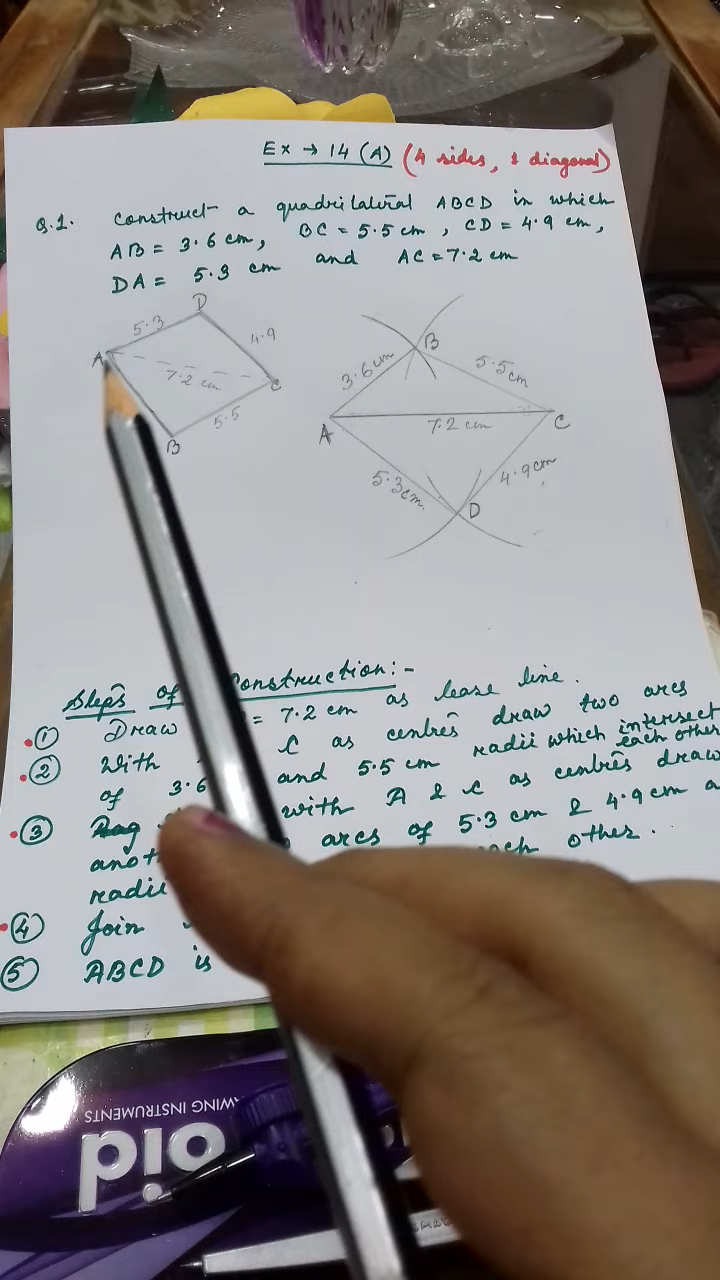 Ex → 14 (A) (4 sides, 1 diagonal)
Q.1. Construct a quadrilateral ABCD in which
AB = 3.6 cm, BC = 5.5 cm, CD = 4.9 cm,
DA = 5.3 cm and AC = 7.2 cm
D
5.3
4.9
A
7.2 cm
C
5.5
B
B
3.6 cm
5.5 cm
A
7.2 cm
C
5.3 cm.
4.9 cm
D
Steps of Construction:-
① Draw = 7.2 cm as base line.
② With C as centres draw two arcs
of 3.6 and 5.5 cm radii which intersect
each other
③ with A & C as centres draw
arcs of 5.3 cm & 4.9 cm a
radii each other.
④ Join
⑤ ABCD is
DRAWING INSTRUMENTS
oid